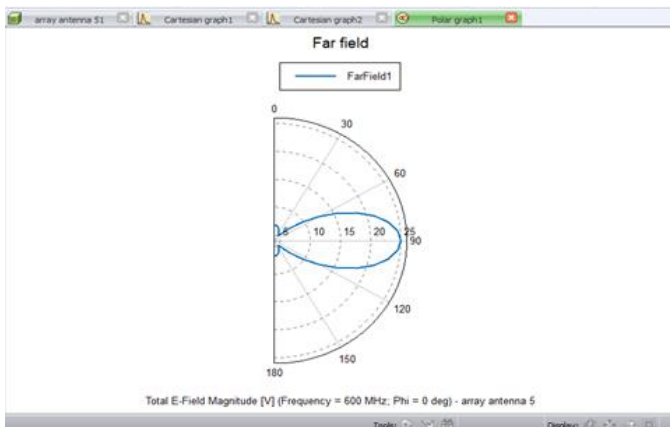 array antenna 51 Cartesian graph1 Cartesian graph2 Polar graph1
Far field
FarField1
0
30
60
5 10 15 20 25
90
120
150
180
Total E-Field Magnitude [V] (Frequency = 600 MHz; Phi = 0 deg) - array antenna 5
Tools: Display: